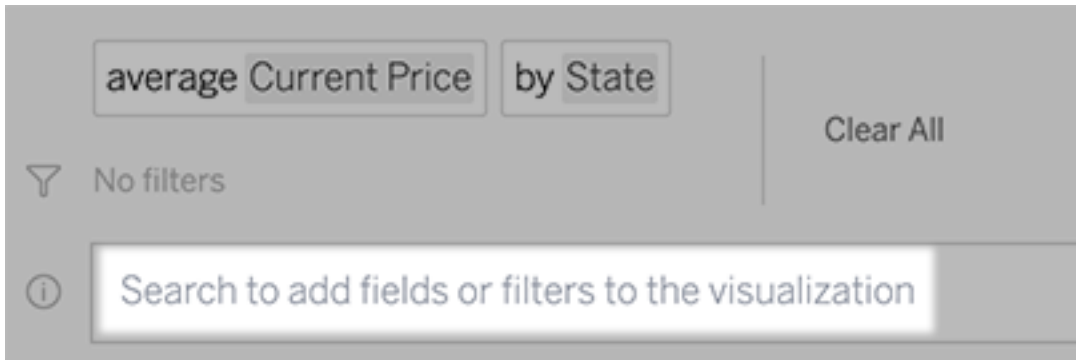 average Current Price by State
Clear All
No filters
Search to add fields or filters to the visualization